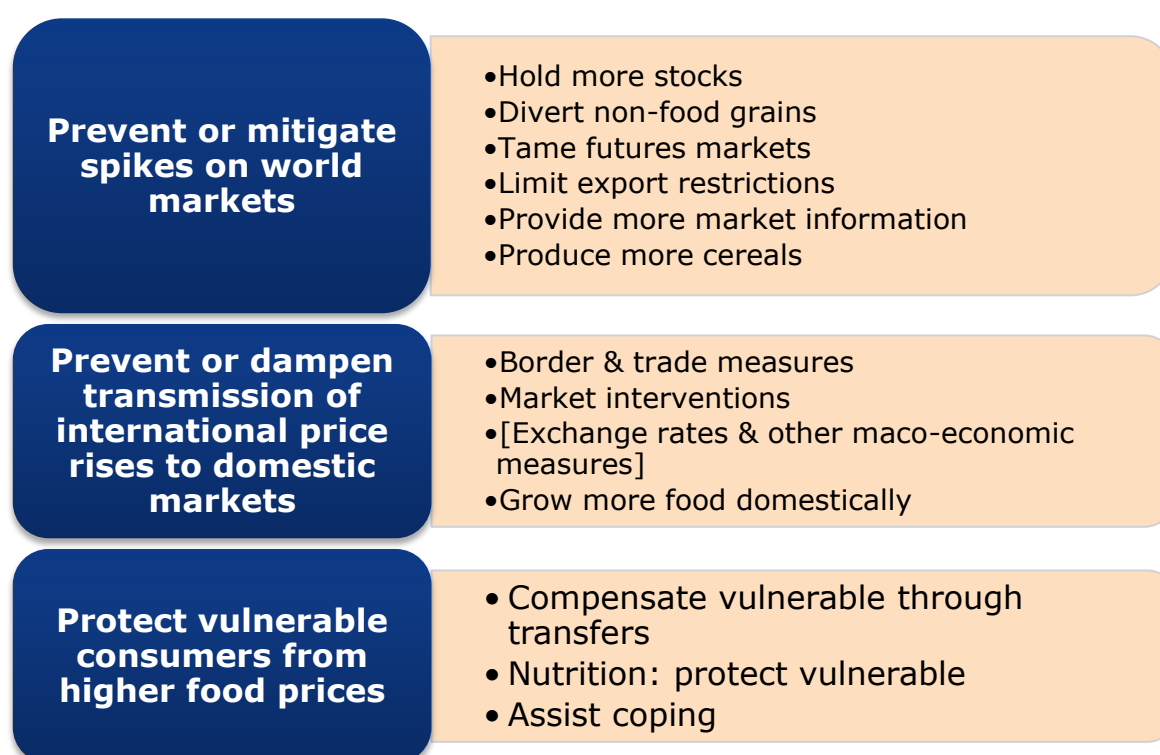 Prevent or mitigate
spikes on world
markets
•Hold more stocks
•Divert non-food grains
•Tame futures markets
•Limit export restrictions
•Provide more market information
•Produce more cereals
Prevent or dampen
transmission of
international price
rises to domestic
markets
•Border & trade measures
•Market interventions
•[Exchange rates & other maco-economic
measures]
•Grow more food domestically
Protect vulnerable
consumers from
higher food prices
• Compensate vulnerable through
transfers
• Nutrition: protect vulnerable
• Assist coping